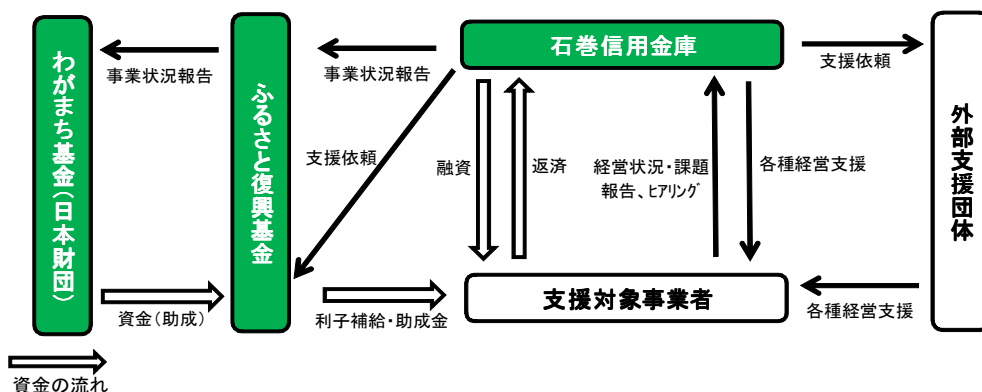 わがまち基金(日本財団)
事業状況報告
ふるさと復興基金
事業状況報告
石巻信用金庫
支援依頼
外部支援団体
支援依頼
融資
返済
経営状況・課題
報告、ヒアリング
各種経営支援
資金(助成)
利子補給・助成金
支援対象事業者
各種経営支援
資金の流れ